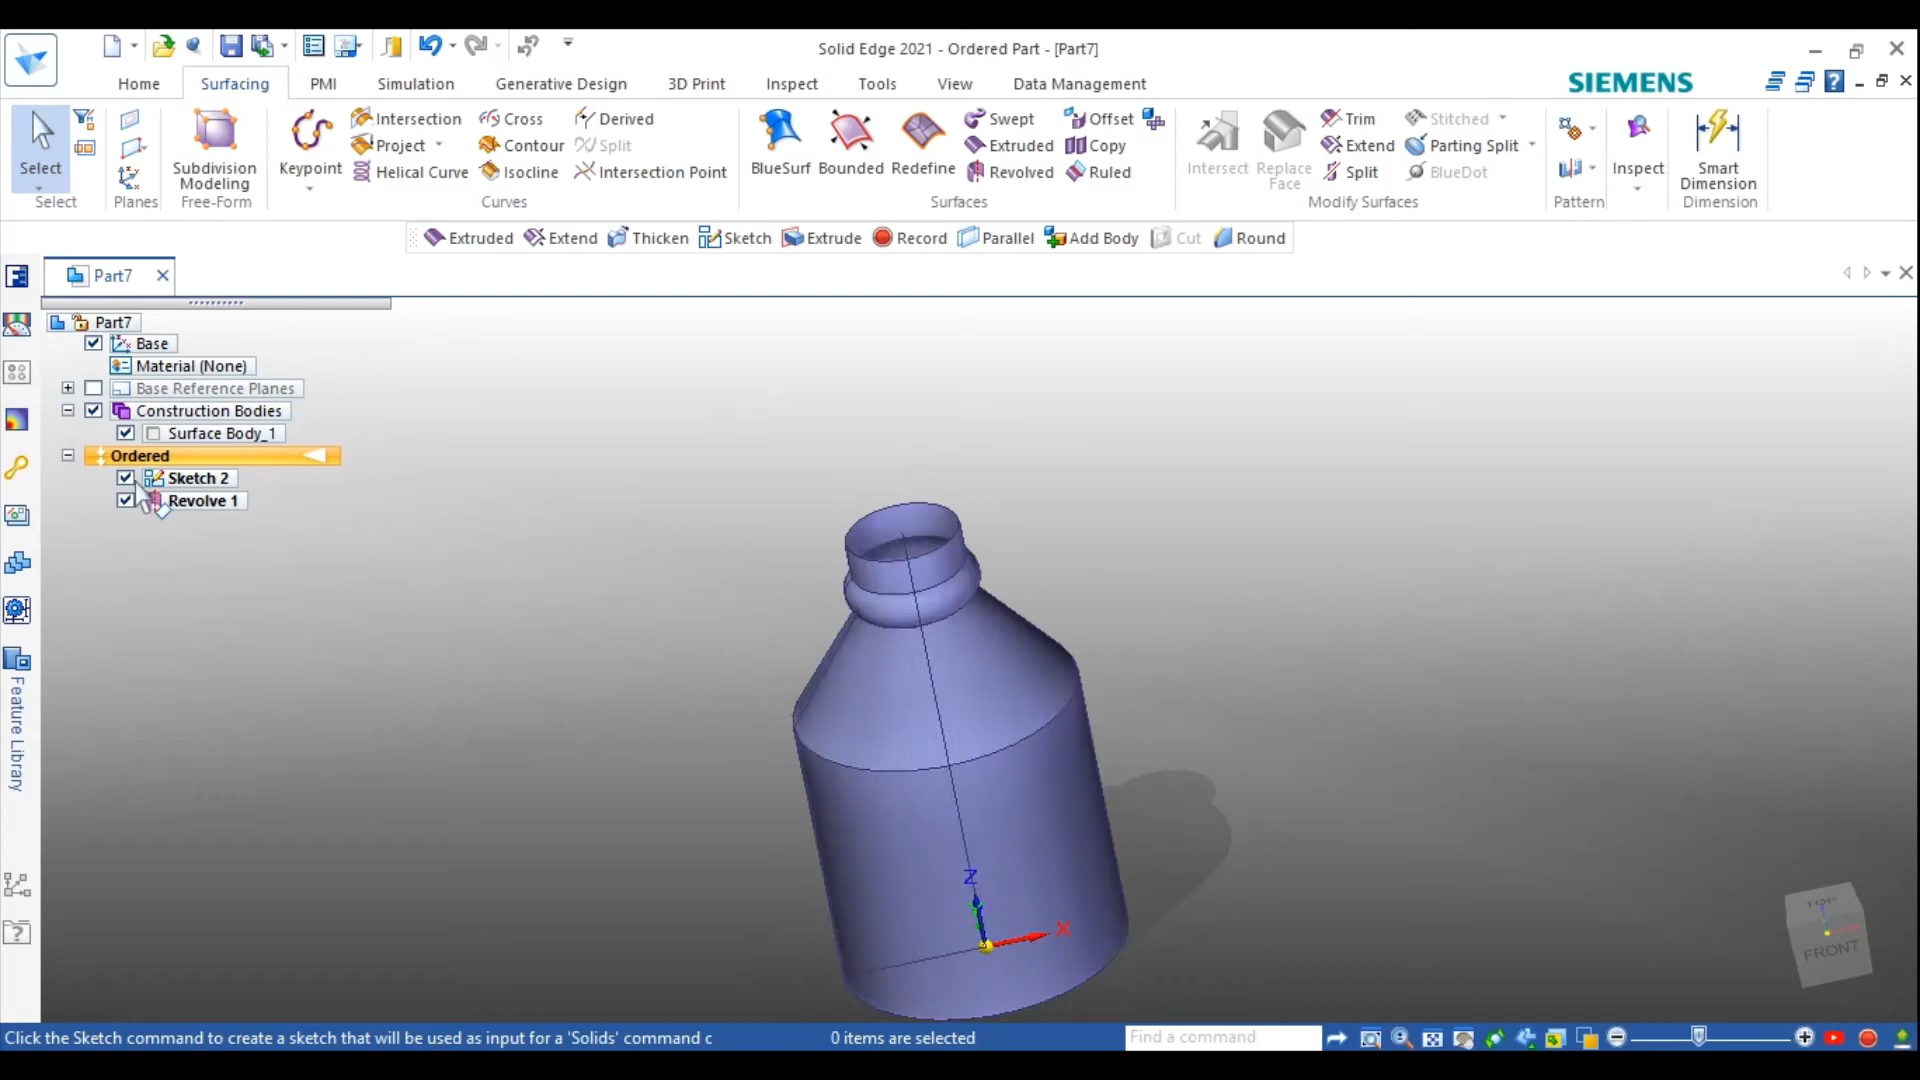 Solid Edge 2021 - Ordered Part - [Part7]
Home Surfacing PMI Simulation Generative Design 3D Print Inspect Tools View Data Management
SIEMENS
Select
Select
Planes
Subdivision Modeling
Free-Form
Keypoint
Intersection
Project
Helical Curve
Cross
Contour
Isocline
Derived
Split
Intersection Point
Curves
BlueSurf
Bounded
Redefine
Swept
Extruded
Revolved
Offset
Copy
Ruled
Surfaces
Intersect
Replace
Face
Trim
Extend
Split
Stitched
Parting Split
BlueDot
Modify Surfaces
Pattern
Inspect
Smart
Dimension
Dimension
Extruded Extend Thicken Sketch Extrude Record Parallel Add Body Cut Round
Part7
Part7
Base
Material (None)
Base Reference Planes
Construction Bodies
Surface Body_1
Ordered
Sketch 2
Revolve 1
Feature Library
Z
X
TOP
FRONT
Click the Sketch command to create a sketch that will be used as input for a 'Solids' command c
0 items are selected
Find a command